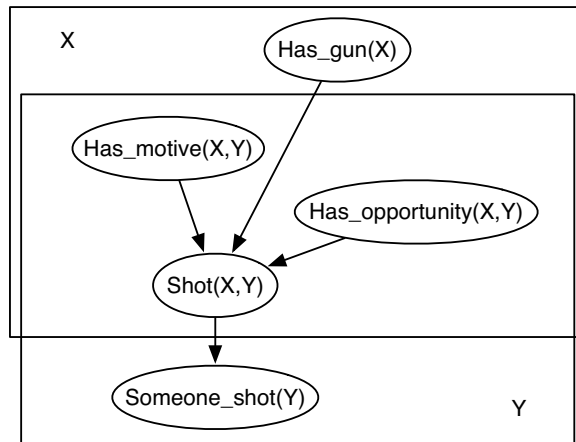 X
Has_gun(X)
Has_motive(X,Y)
Has_opportunity(X,Y)
Shot(X,Y)
Someone_shot(Y)
Y